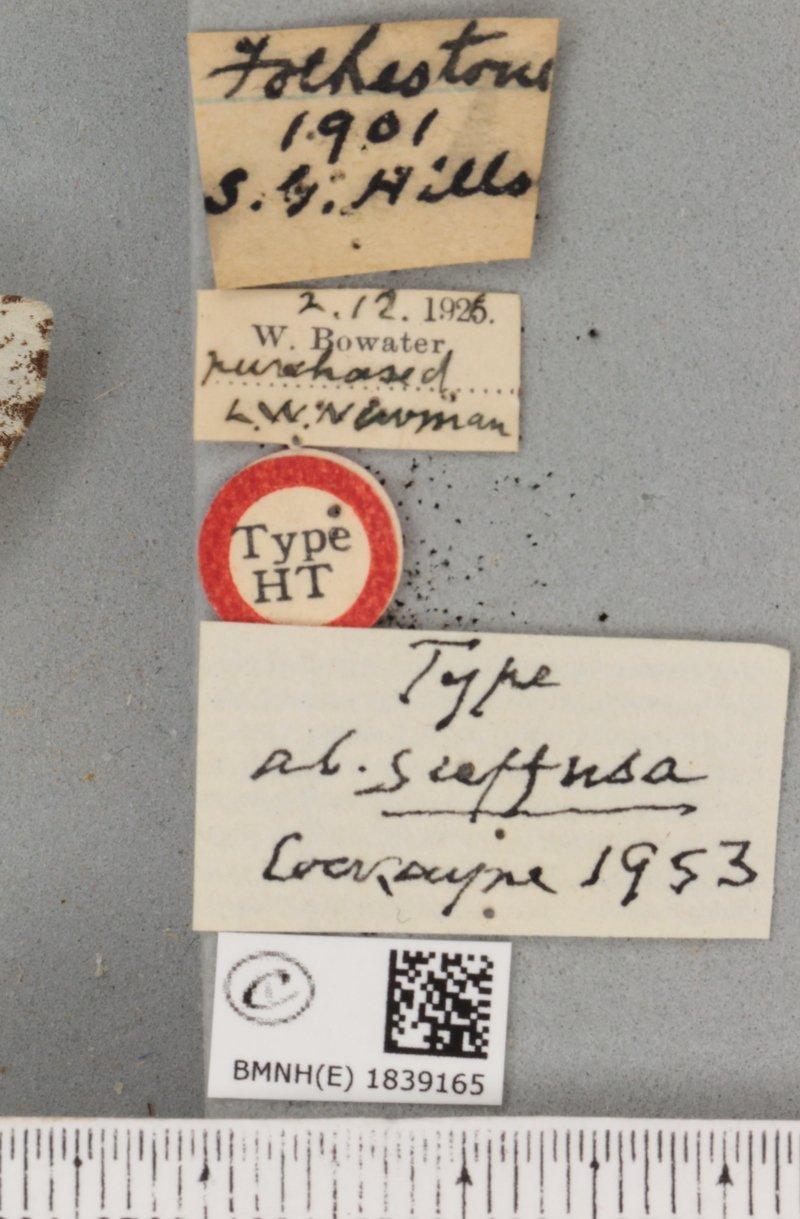 Folkestone
1901
S.G. Hills
2.12. 1925.
W. Bowater
purchased
L.W. Newman
Type
HT
Type
ab. suffusa
Cockayne 1953
C
BMNH(E) 1839165